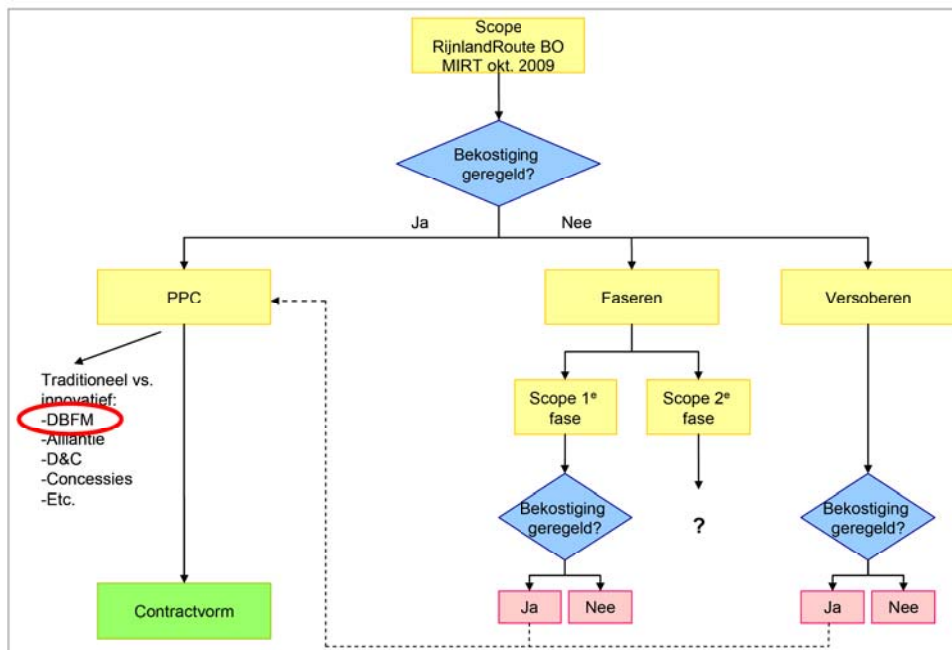 Scope
RijnlandRoute BO
MIRT okt. 2009
Bekostiging
geregeld?
Ja
Nee
PPC
Faseren
Versoberen
Traditioneel vs.
innovatief:
-DBFM
-Alliantie
-D&C
-Concessies
-Etc.
Scope 1e
fase
Scope 2e
fase
Bekostiging
geregeld?
?
Bekostiging
geregeld?
Contractvorm
Ja
Nee
Ja
Nee